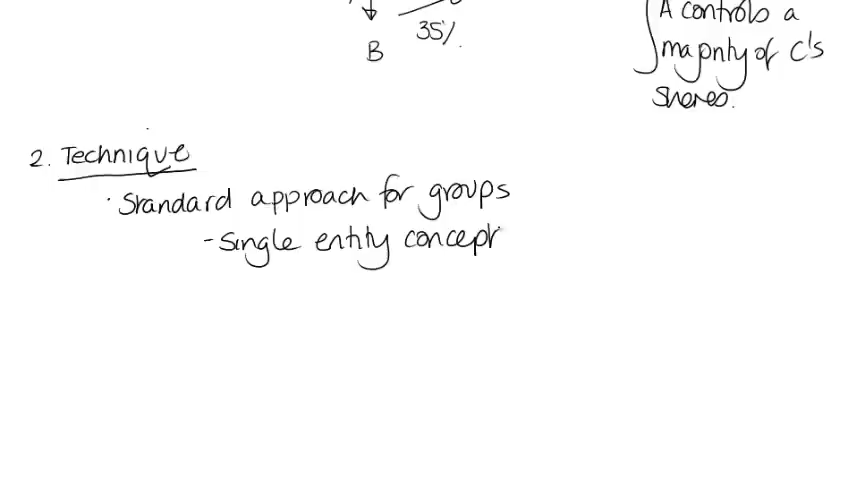 A controls a
35%
majority of C's
B
shares.
2. Technique
· Standard approach for groups
- Single entity concept